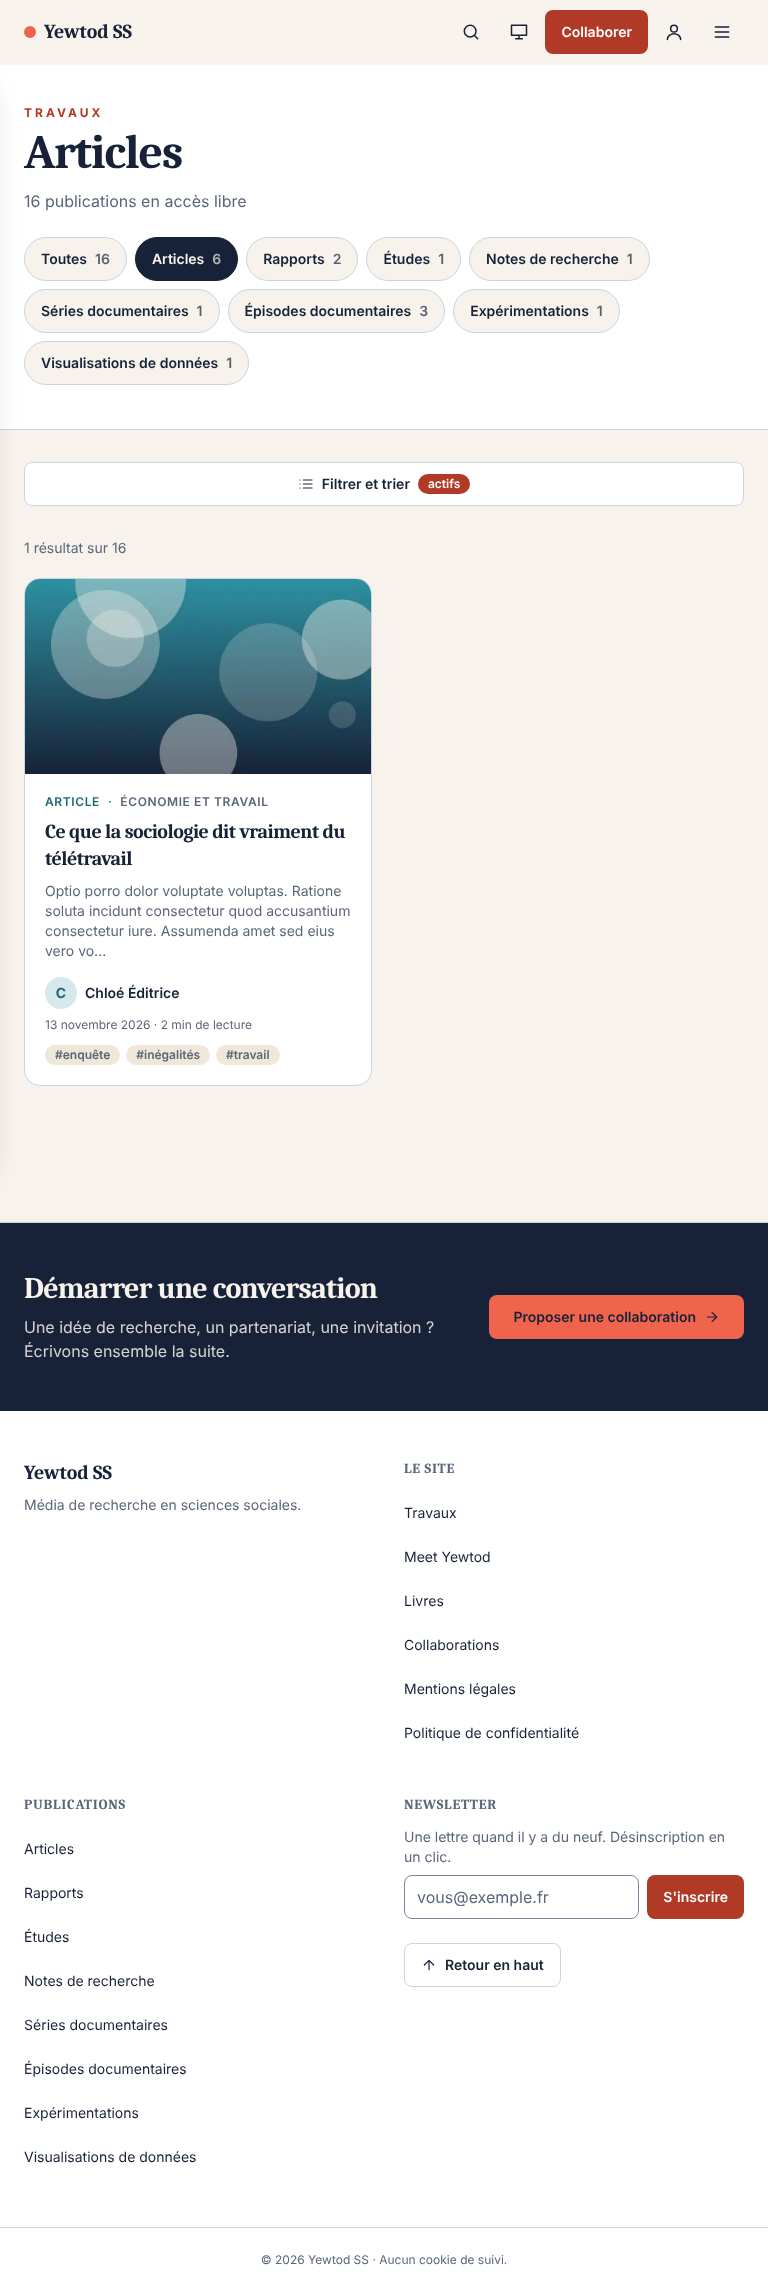 Yewtod SS
Collaborer
TRAVAUX
Articles
16 publications en accès libre
Toutes 16
Articles 6
Rapports 2
Études 1
Notes de recherche 1
Séries documentaires 1
Épisodes documentaires 3
Expérimentations 1
Visualisations de données 1
Filtrer et trier actifs
1 résultat sur 16
ARTICLE · ÉCONOMIE ET TRAVAIL
Ce que la sociologie dit vraiment du
télétravail
Optio porro dolor voluptate voluptas. Ratione
soluta incidunt consectetur quod accusantium
consectetur iure. Assumenda amet sed eius
vero vo...
C
Chloé Éditrice
13 novembre 2026 · 2 min de lecture
#enquête #inégalités #travail
Démarrer une conversation
Une idée de recherche, un partenariat, une invitation ?
Écrivons ensemble la suite.
Proposer une collaboration
Yewtod SS
Média de recherche en sciences sociales.
LE SITE
Travaux
Meet Yewtod
Livres
Collaborations
Mentions légales
Politique de confidentialité
PUBLICATIONS
Articles
Rapports
Études
Notes de recherche
Séries documentaires
Épisodes documentaires
Expérimentations
Visualisations de données
NEWSLETTER
Une lettre quand il y a du neuf. Désinscription en
un clic.
vous@exemple.fr
S'inscrire
Retour en haut
© 2026 Yewtod SS · Aucun cookie de suivi.